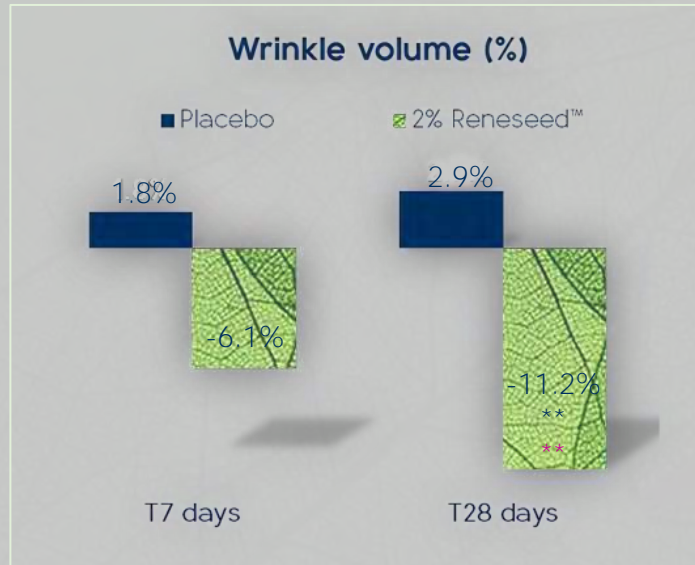 Wrinkle volume (%)
Placebo 2% Reneseed™
1.8% 2.9%
-6.1%
-11.2%
**
**
T7 days T28 days